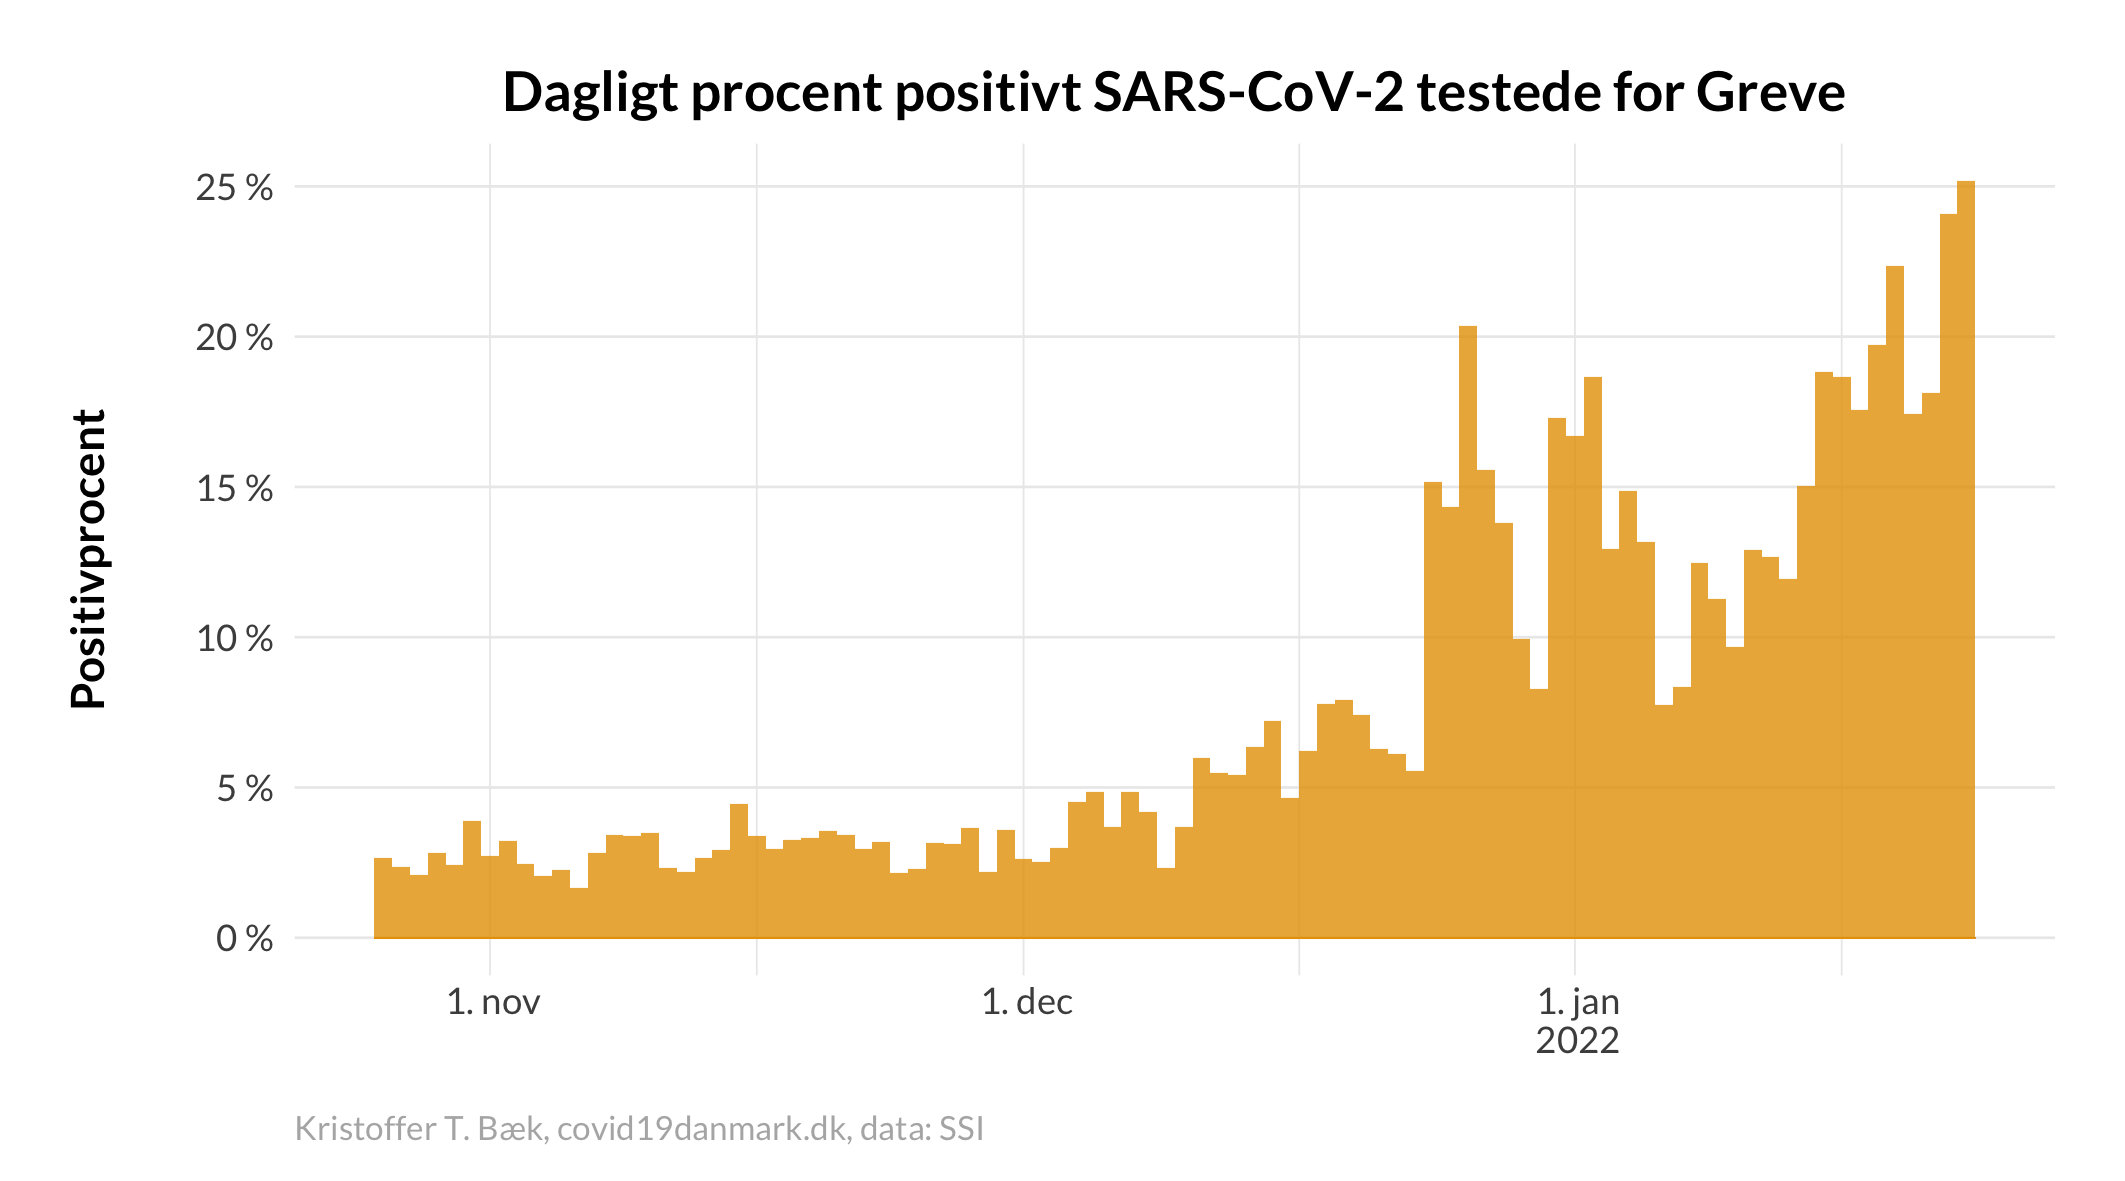 Dagligt procent positivt SARS-CoV-2 testede for Greve
Positivprocent
25 %
20 %
15 %
10 %
5 %
0 %
1. nov
1. dec
1. jan
2022
Kristoffer T. Bæk, covid19danmark.dk, data: SSI